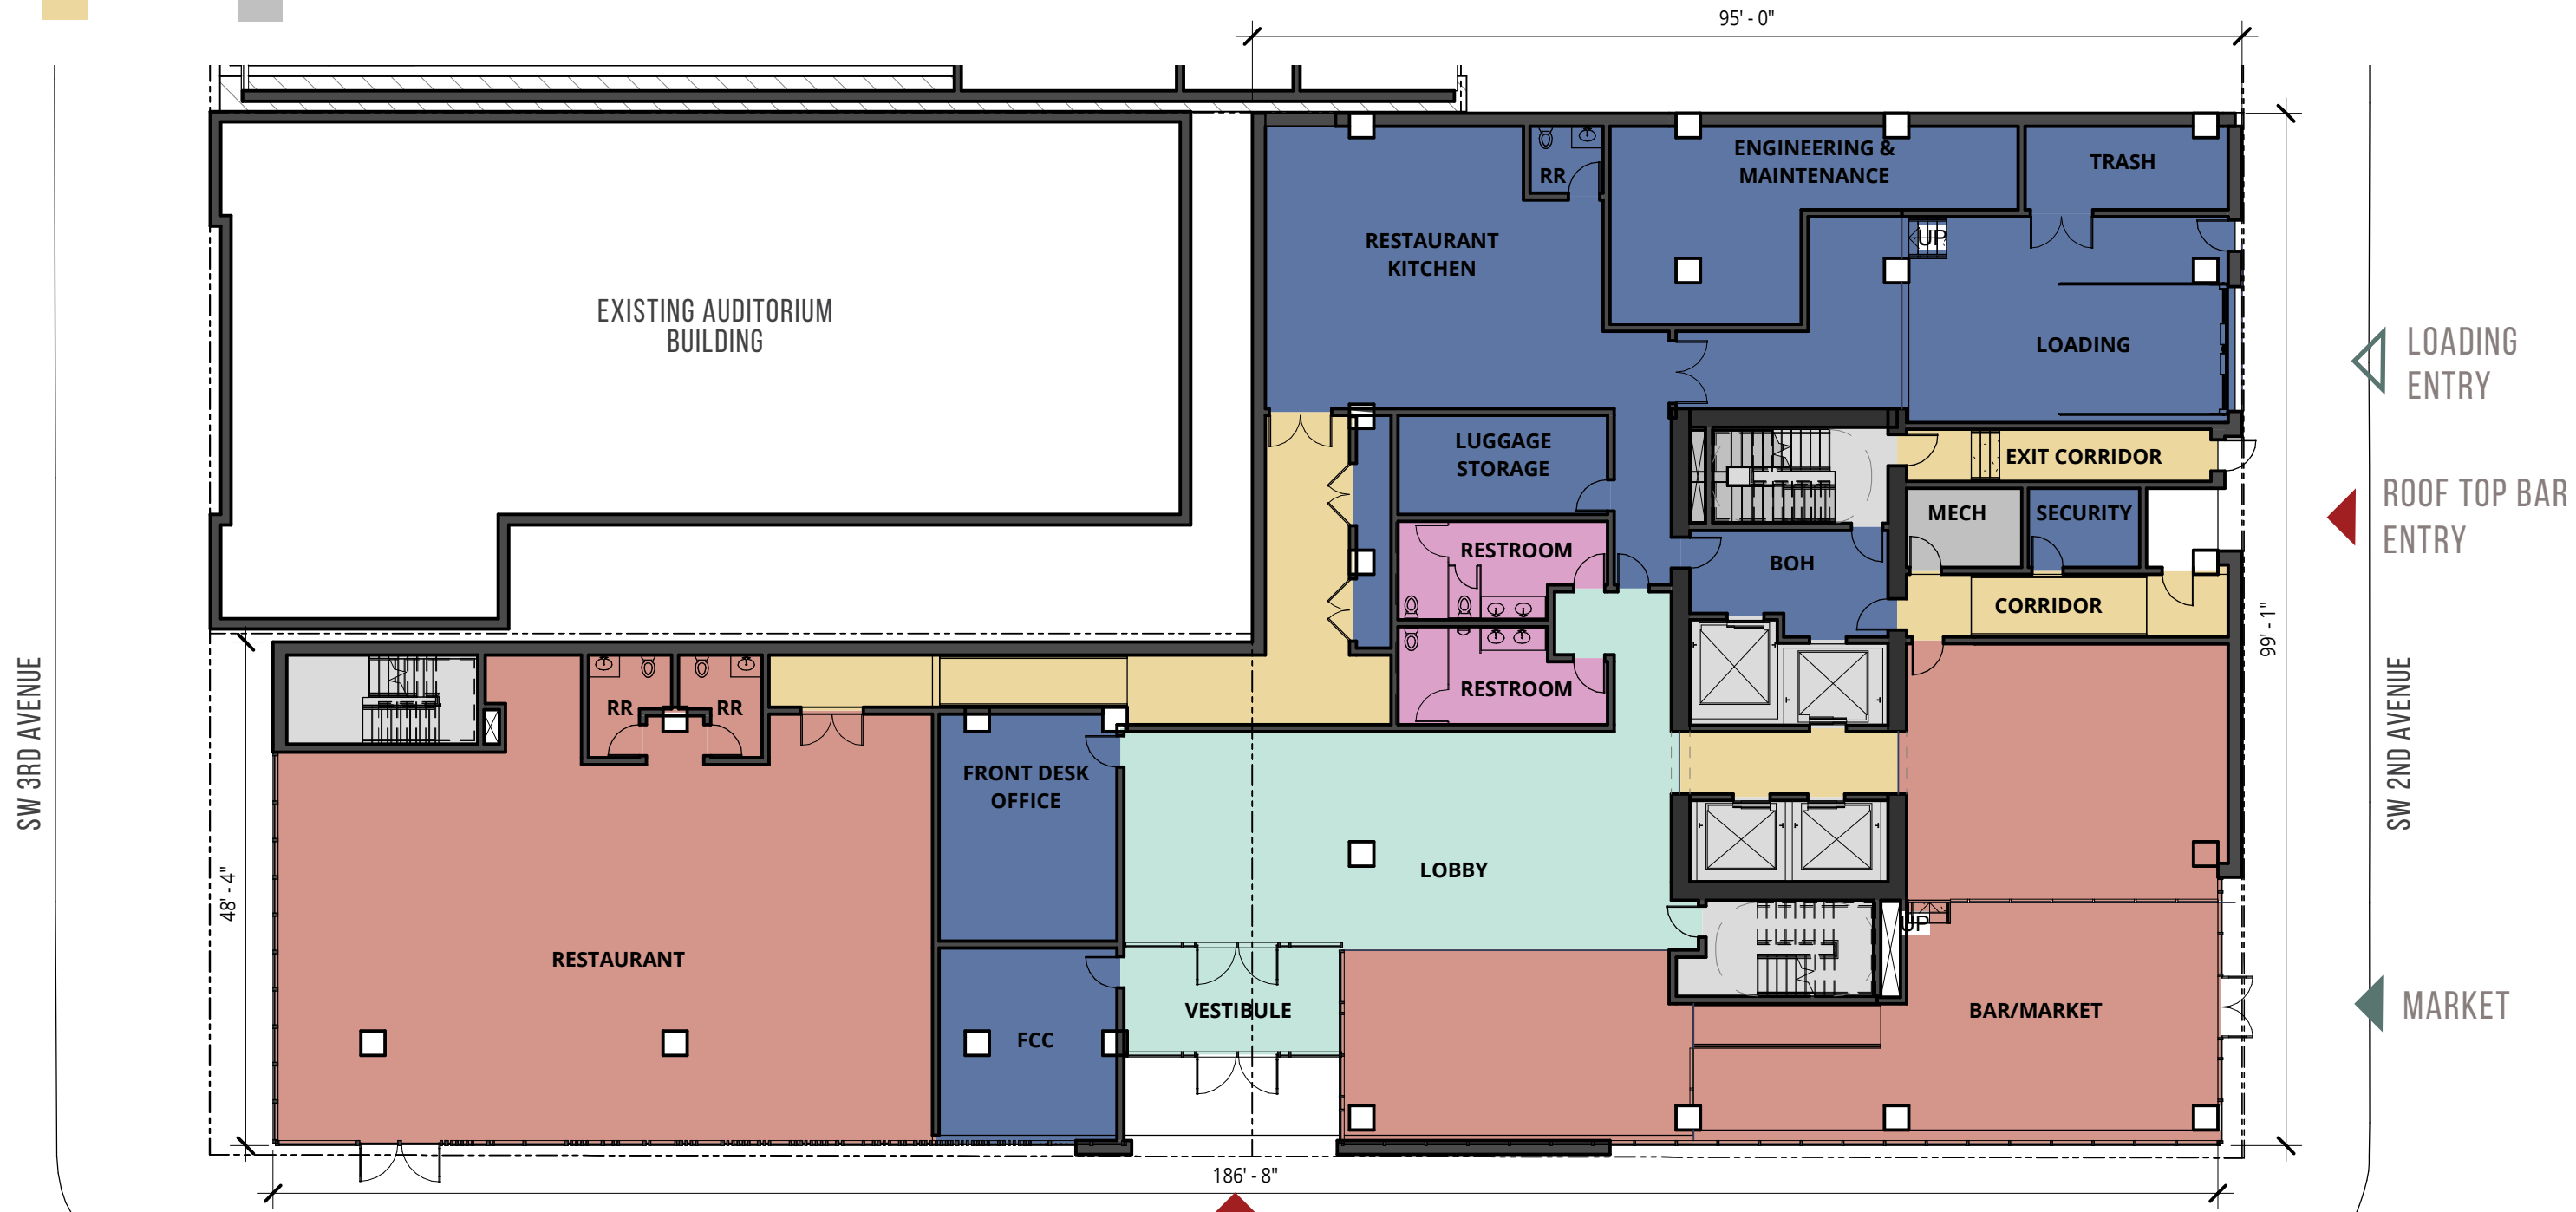 95' - 0"
ENGINEERING &
MAINTENANCE
TRASH
RR
RESTAURANT
KITCHEN
UP
EXISTING AUDITORIUM
BUILDING
LOADING
LOADING
ENTRY
LUGGAGE
STORAGE
EXIT CORRIDOR
ROOF TOP BAR
ENTRY
MECH
SECURITY
RESTROOM
BOH
CORRIDOR
99' - 1"
RESTROOM
SW 3RD AVENUE
SW 2ND AVENUE
RR
RR
FRONT DESK
OFFICE
LOBBY
48' - 4"
UP
RESTAURANT
VESTIBULE
BAR/MARKET
MARKET
FCC
186' - 8"